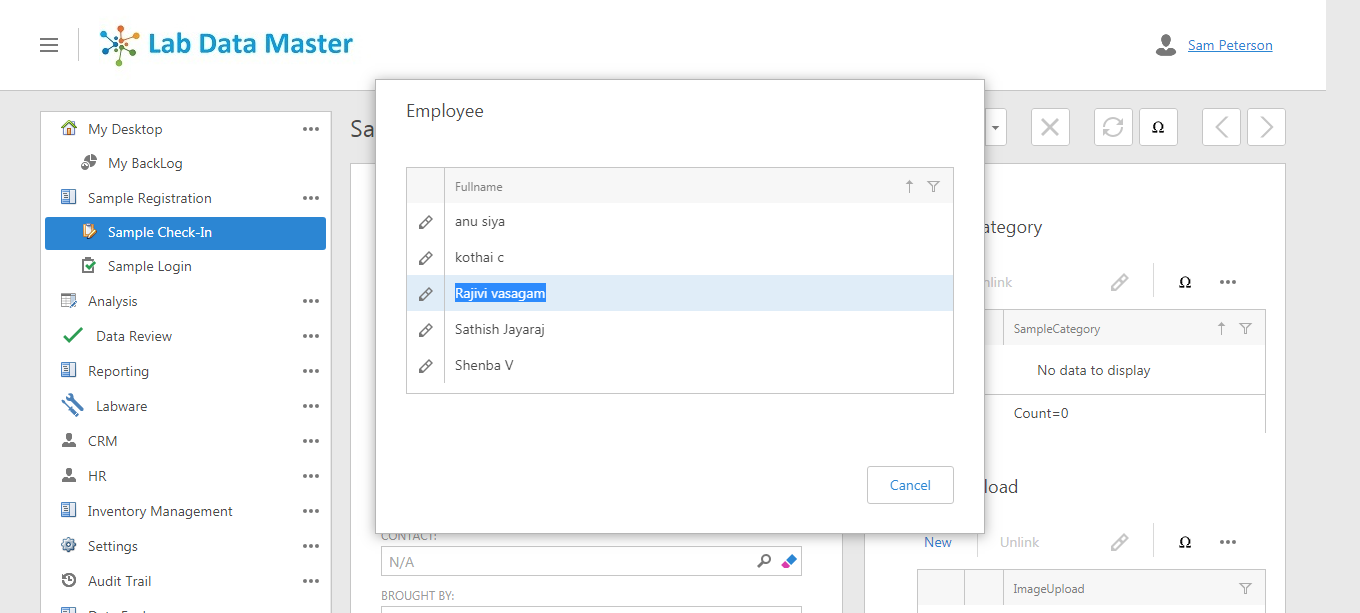 Lab Data Master
Sam Peterson
My Desktop
My BackLog
Sample Registration
Sample Check-In
Sample Login
Analysis
Data Review
Reporting
Labware
CRM
HR
Inventory Management
Settings
Audit Trail
Sa
Ω
Employee
Fullname
anu siya
kothai c
Rajivi vasagam
Sathish Jayaraj
Shenba V
Cancel
ategory
nlink
Ω
SampleCategory
No data to display
Count=0
load
New
Unlink
Ω
ImageUpload
CONTACT:
N/A
BROUGHT BY: